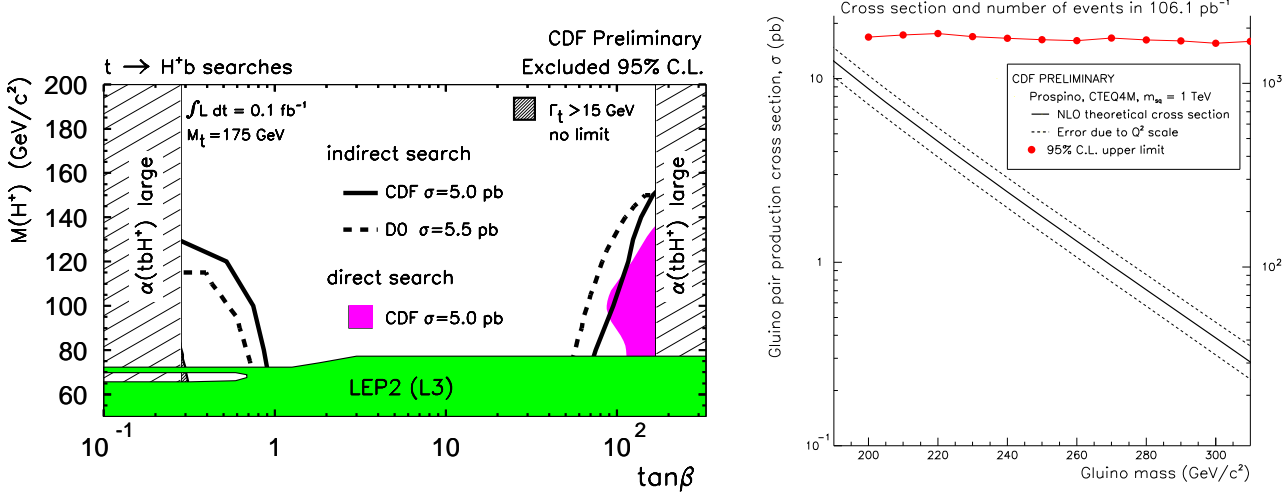 CDF Preliminary
t → H⁺b searches
Excluded 95% C.L.
M(H⁺) (GeV/c²)
200
180
160
140
120
100
80
60
∫L dt = 0.1 fb⁻¹
M_t = 175 GeV
Γ_t >15 GeV
no limit
indirect search
CDF σ=5.0 pb
D0 σ=5.5 pb
direct search
CDF σ=5.0 pb
α(tbH⁺) large
α(tbH⁺) large
LEP2 (L3)
10⁻¹
1
10
10²
tanβ
Cross section and number of events in 106.1 pb⁻¹
Gluino pair production cross section, σ (pb)
10
1
10⁻¹
10³
10²
CDF PRELIMINARY
Prospino, CTEQ4M, m_sq = 1 TeV
NLO theoretical cross section
Error due to Q² scale
95% C.L. upper limit
200
220
240
260
280
300
Gluino mass (GeV/c²)